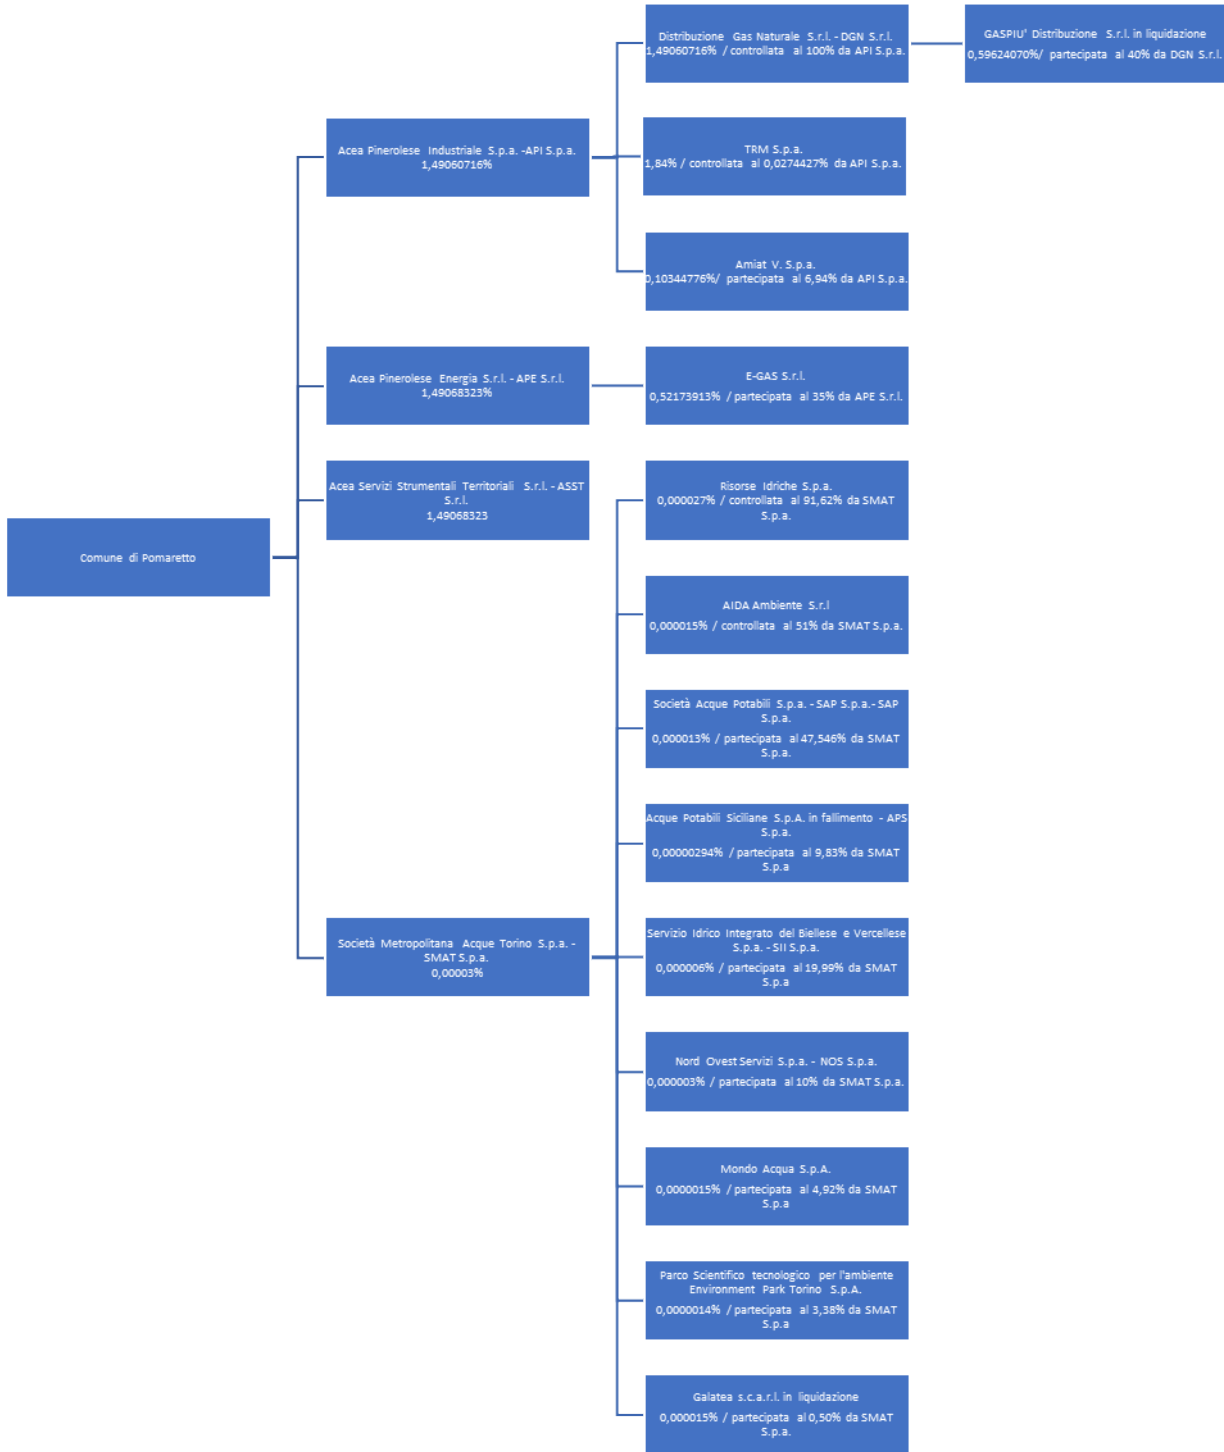 Comune di Pomaretto
Acea Pinerolese Industriale S.p.a. -API S.p.a.
1,49060716%
Distribuzione Gas Naturale S.r.l. - DGN S.r.l.
1,49060716% / controllata al 100% da API S.p.a.
GASPIU' Distribuzione S.r.l. in liquidazione
0,59624070%/ partecipata al 40% da DGN S.r.l.
TRM S.p.a.
1,84% / controllata al 0,0274427% da API S.p.a.
Amiat V. S.p.a.
0,10344776%/ partecipata al 6,94% da API S.p.a.
Acea Pinerolese Energia S.r.l. - APE S.r.l.
1,49068323%
E-GAS S.r.l.
0,52173913% / partecipata al 35% da APE S.r.l.
Acea Servizi Strumentali Territoriali S.r.l. - ASST
S.r.l.
1,49068323
Società Metropolitana Acque Torino S.p.a. -
SMAT S.p.a.
0,00003%
Risorse Idriche S.p.a.
0,000027% / controllata al 91,62% da SMAT
S.p.a.
AIDA Ambiente S.r.l
0,000015% / controllata al 51% da SMAT S.p.a.
Società Acque Potabili S.p.a. - SAP S.p.a.- SAP
S.p.a.
0,000013% / partecipata al 47,546% da SMAT
S.p.a.
Acque Potabili Siciliane S.p.A. in fallimento - APS
S.p.a.
0,00000294% / partecipata al 9,83% da SMAT
S.p.a
Servizio Idrico Integrato del Biellese e Vercellese
S.p.a. - SII S.p.a.
0,000006% / partecipata al 19,99% da SMAT
S.p.a
Nord Ovest Servizi S.p.a. - NOS S.p.a.
0,000003% / partecipata al 10% da SMAT S.p.a.
Mondo Acqua S.p.A.
0,0000015% / partecipata al 4,92% da SMAT
S.p.a
Parco Scientifico tecnologico per l'ambiente
Environment Park Torino S.p.A.
0,0000014% / partecipata al 3,38% da SMAT
S.p.a
Galatea s.c.a.r.l. in liquidazione
0,000015% / partecipata al 0,50% da SMAT
S.p.a.